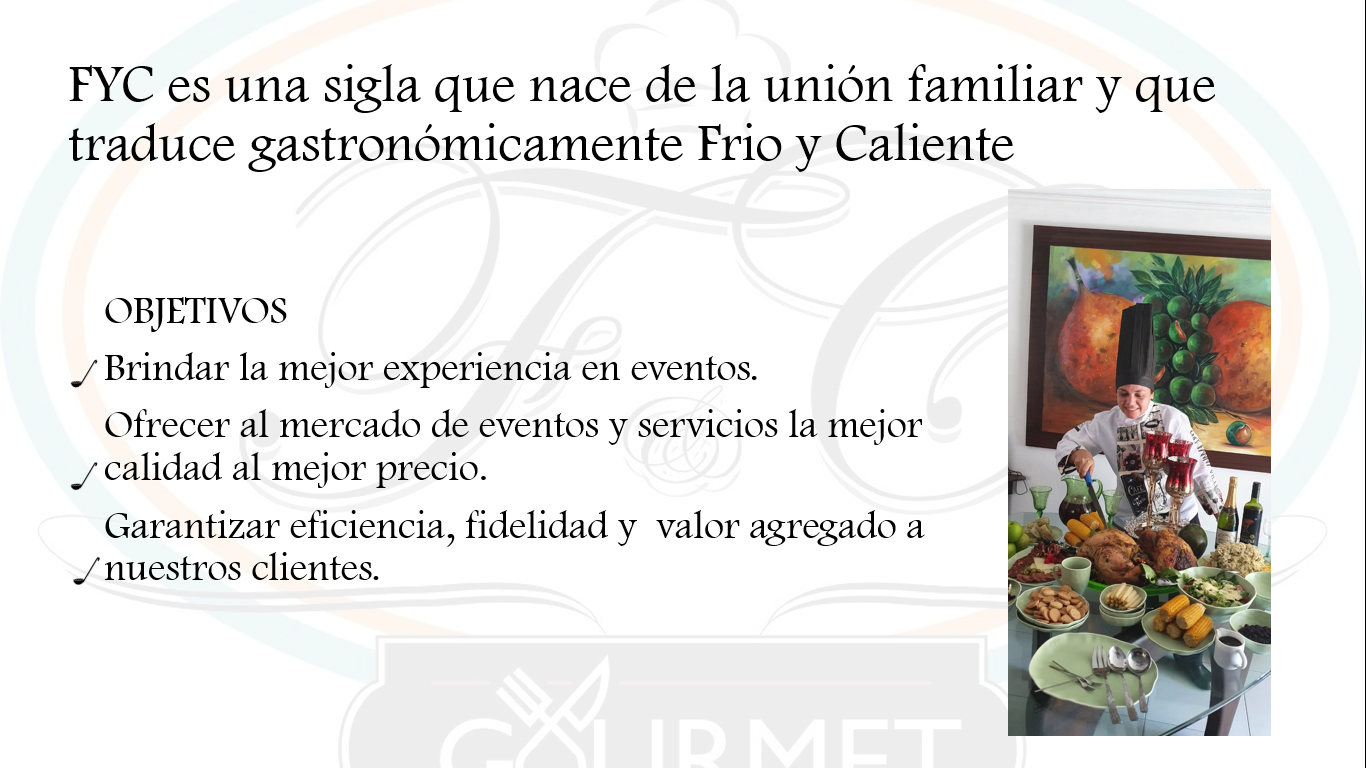 FYC es una sigla que nace de la unión familiar y que
traduce gastronómicamente Frio y Caliente
OBJETIVOS
Brindar la mejor experiencia en eventos.
Ofrecer al mercado de eventos y servicios la mejor
calidad al mejor precio.
Garantizar eficiencia, fidelidad y  valor agregado a
nuestros clientes.
F & C
GOURMET